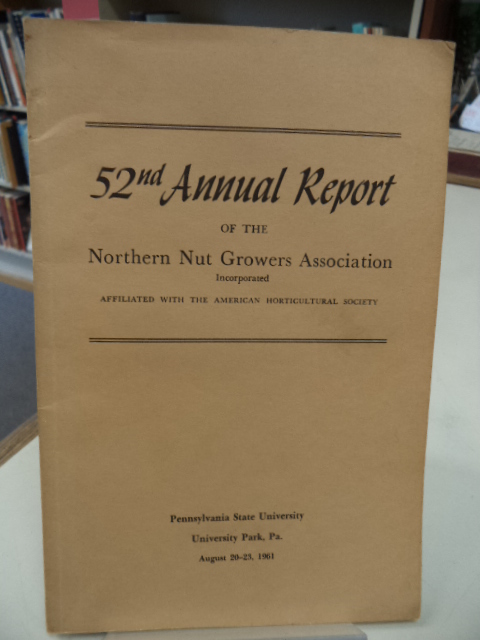 52nd Annual Report
OF THE
Northern Nut Growers Association
Incorporated
AFFILIATED WITH THE AMERICAN HORTICULTURAL SOCIETY
Pennsylvania State University
University Park, Pa.
August 20-23, 1961